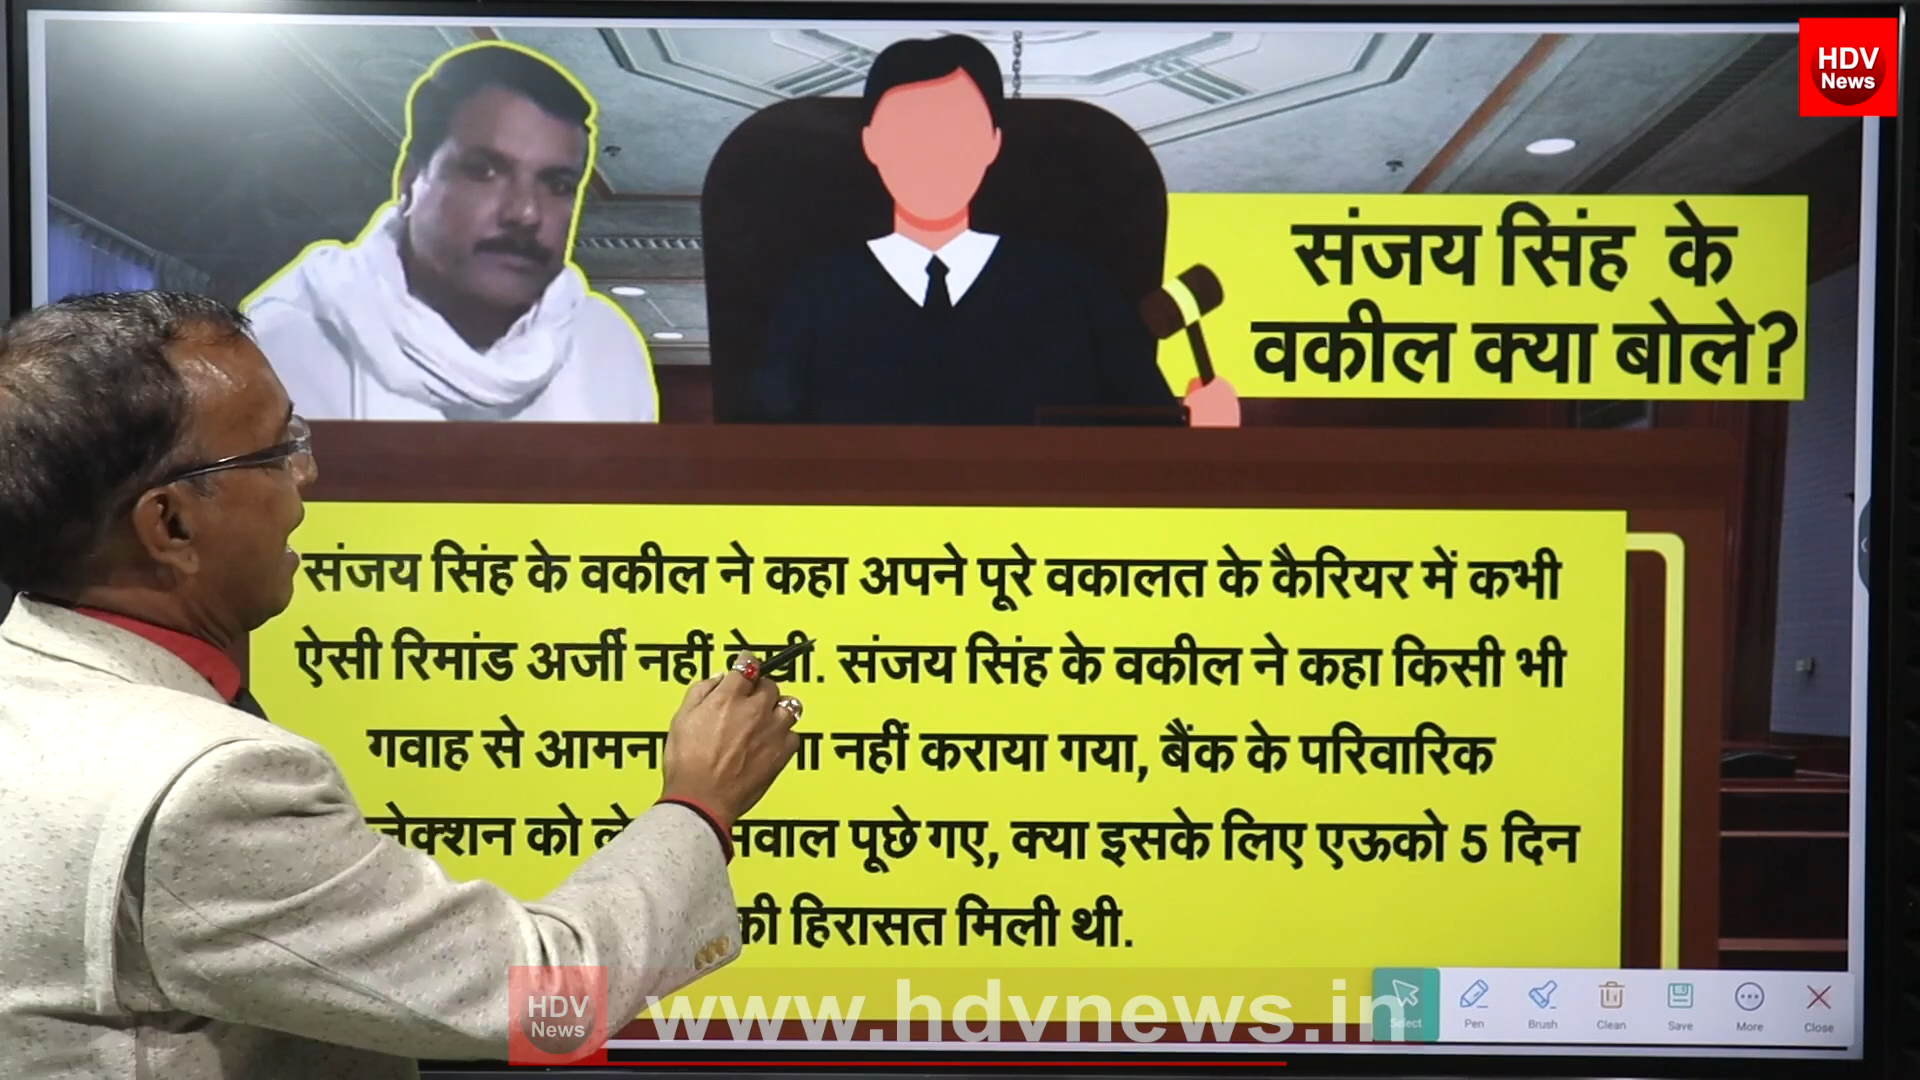 HDV
News
संजय सिंह के
वकील क्या बोले?
संजय सिंह के वकील ने कहा अपने पूरे वकालत के कैरियर में कभी
ऐसी रिमांड अर्जी नहीं देखी. संजय सिंह के वकील ने कहा किसी भी
गवाह से आमना नहीं कराया गया, बैंक के परिवारिक
को सवाल पूछे गए, क्या इसके लिए एऊको 5 दिन
की हिरासत मिली थी.
HDV
News
www.hdvnews.in
Select Pen Brush Clean Save More Close